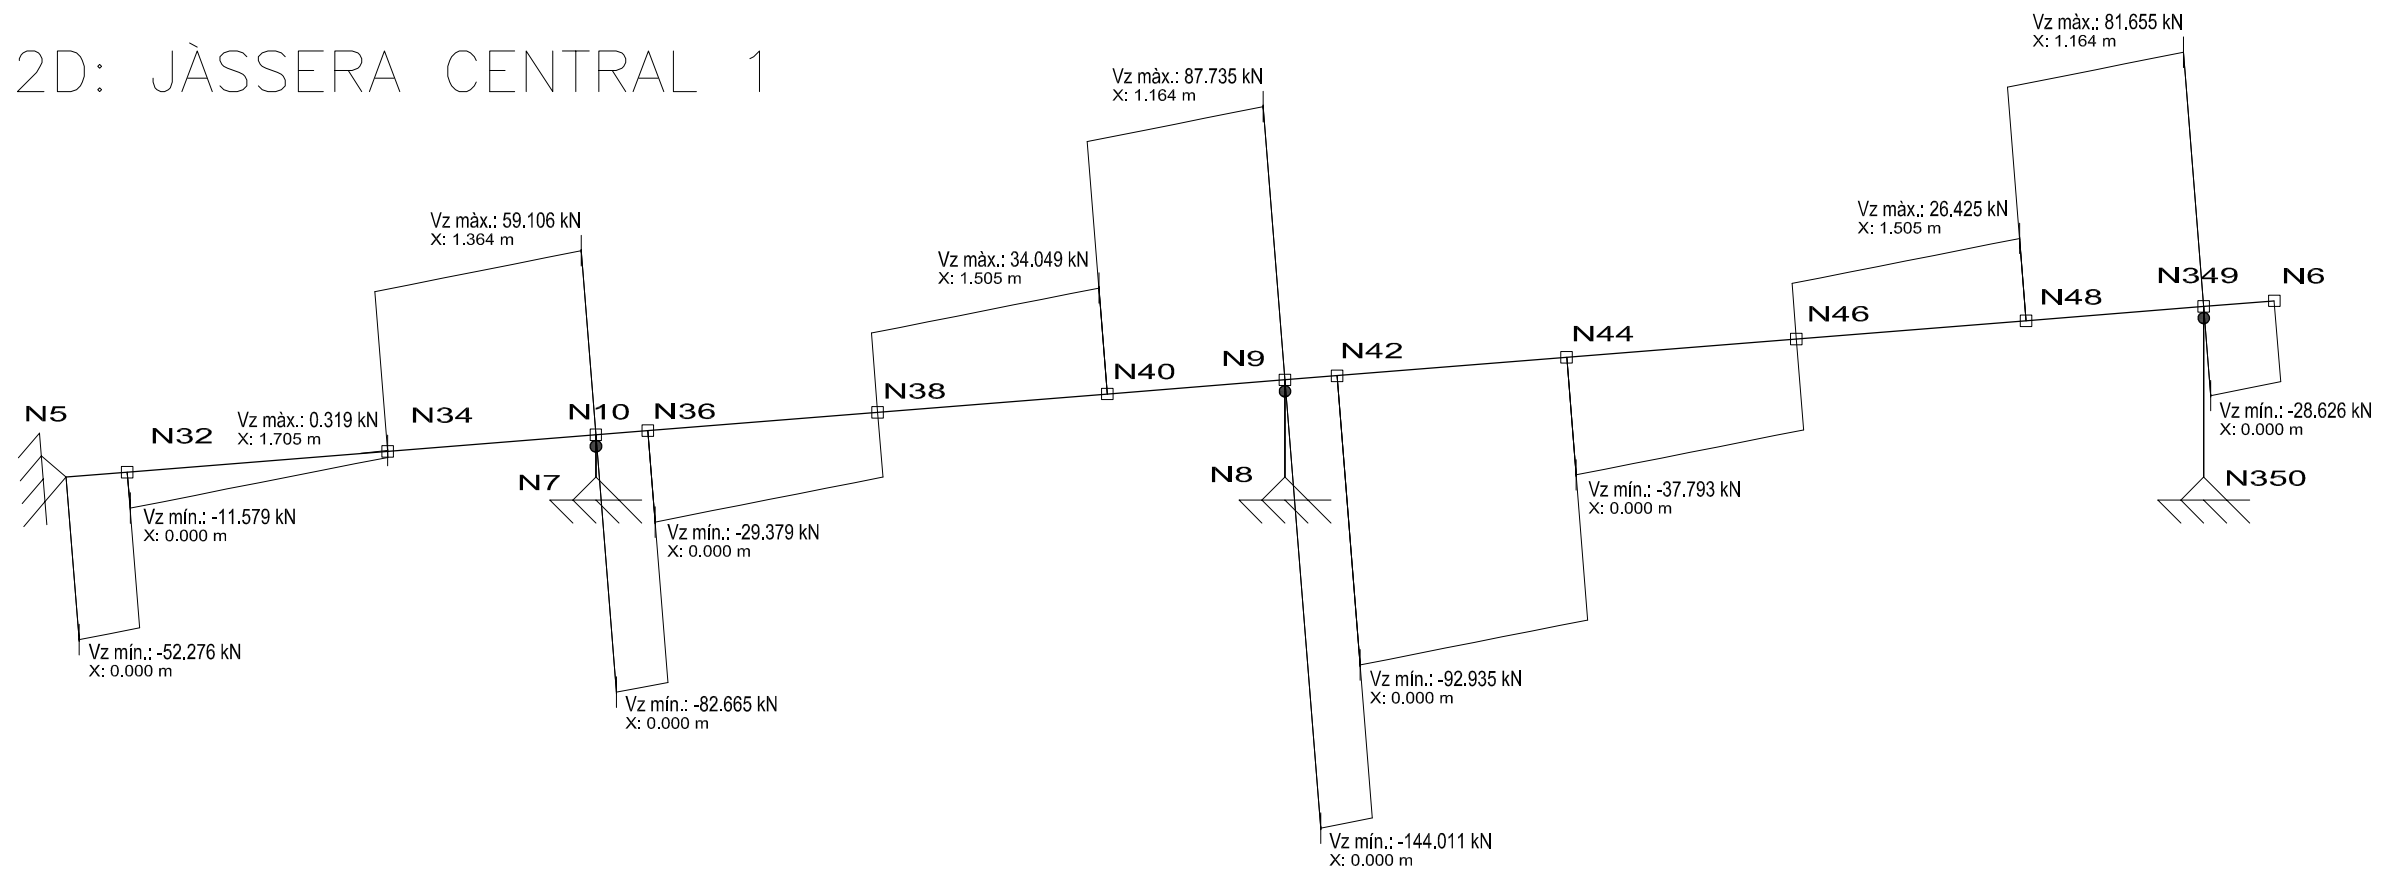 2D: JÀSSERA CENTRAL 1
Vz màx.: 81.655 kN
X: 1.164 m
Vz màx.: 87.735 kN
X: 1.164 m
Vz màx.: 59.106 kN
X: 1.364 m
Vz màx.: 26.425 kN
X: 1.505 m
Vz màx.: 34.049 kN
X: 1.505 m
N349
N6
N48
N46
N44
N42
N9
N40
N38
N5
N32
Vz màx.: 0.319 kN
X: 1.705 m
N34
N10
N36
N7
N8
N350
Vz mín.: -28.626 kN
X: 0.000 m
Vz mín.: -37.793 kN
X: 0.000 m
Vz mín.: -11.579 kN
X: 0.000 m
Vz mín.: -29.379 kN
X: 0.000 m
Vz mín.: -52.276 kN
X: 0.000 m
Vz mín.: -92.935 kN
X: 0.000 m
Vz mín.: -82.665 kN
X: 0.000 m
Vz mín.: -144.011 kN
X: 0.000 m